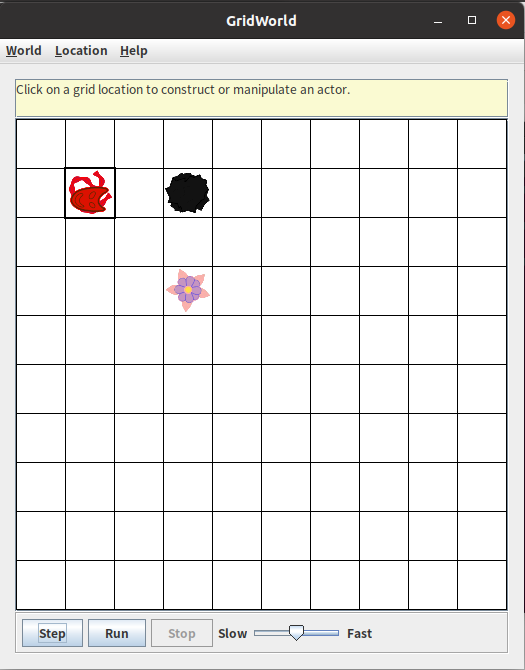 GridWorld
World Location Help
Click on a grid location to construct or manipulate an actor.
Step Run Stop Slow Fast